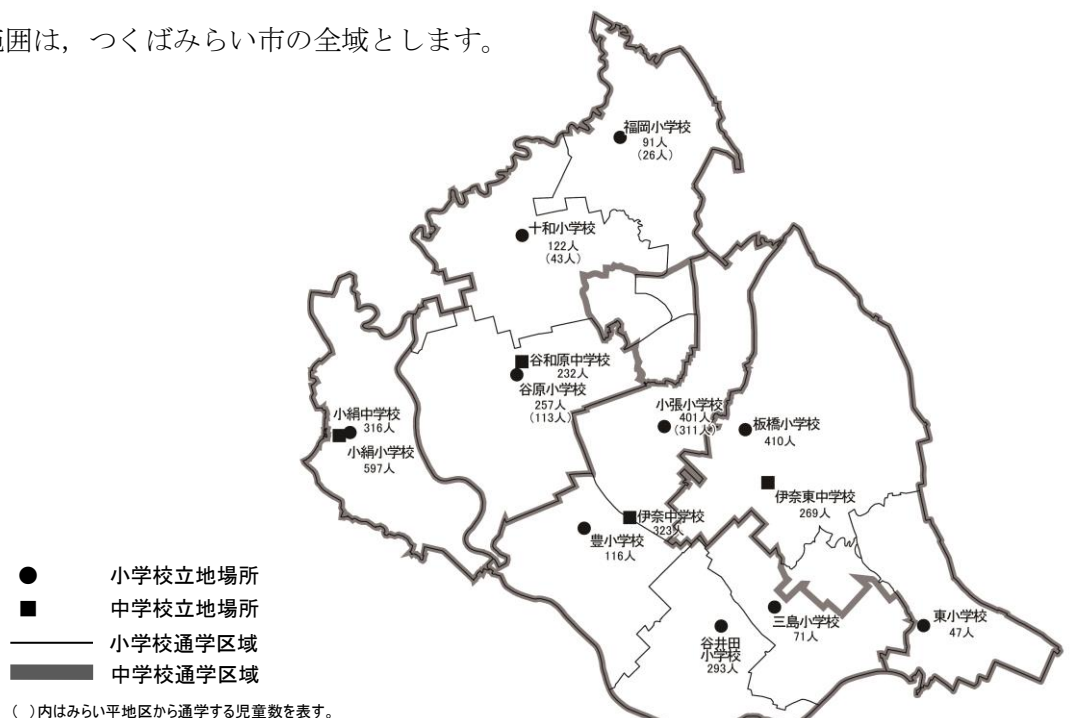 範囲は，つくばみらい市の全域とします。
福岡小学校
91人
(26人)
十和小学校
122人
(43人)
谷和原中学校
232人
谷原小学校
257人
(113人)
小張小学校
401人
(311人)
板橋小学校
410人
小絹中学校
316人
小絹小学校
597人
伊奈東中学校
269人
伊奈中学校
323人
豊小学校
116人
三島小学校
71人
東小学校
47人
谷井田
小学校
293人
小学校立地場所
中学校立地場所
小学校通学区域
中学校通学区域
( )内はみらい平地区から通学する児童数を表す。